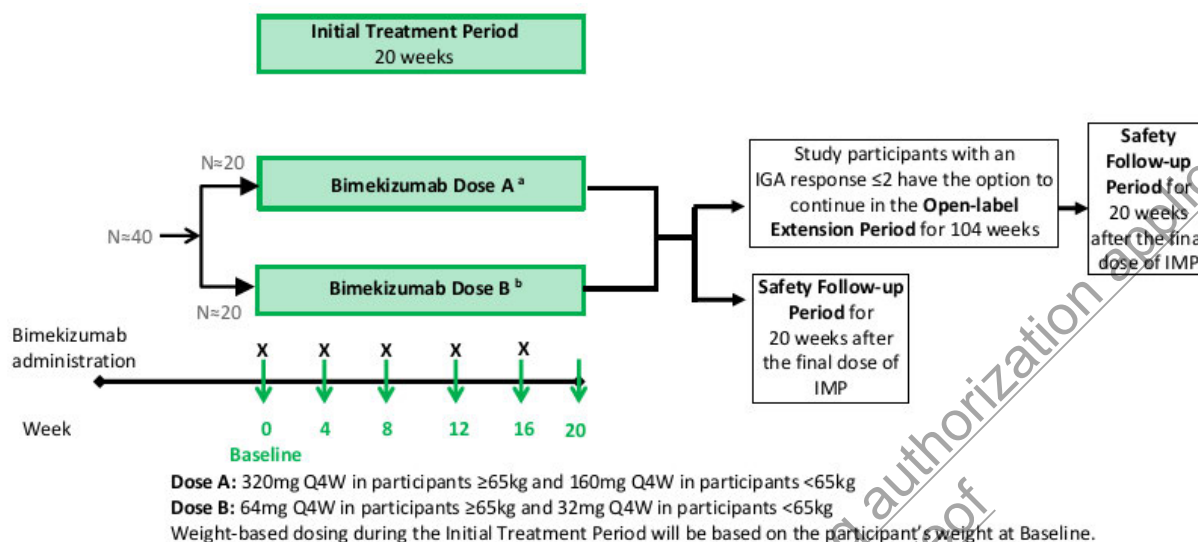 Initial Treatment Period
20 weeks
N≈20
Bimekizumab Dose A a
N≈40
Bimekizumab Dose B b
N≈20
Study participants with an
IGA response ≤2 have the option to
continue in the Open-label
Extension Period for 104 weeks
Safety
Follow-up
Period for
20 weeks
after the final
dose of IMP
Safety Follow-up
Period for
20 weeks after
the final dose of
IMP
Bimekizumab
administration
X X X X X
Week
0 4 8 12 16 20
Baseline
Dose A: 320mg Q4W in participants ≥65kg and 160mg Q4W in participants <65kg
Dose B: 64mg Q4W in participants ≥65kg and 32mg Q4W in participants <65kg
Weight-based dosing during the Initial Treatment Period will be based on the participant's weight at Baseline.
authorization